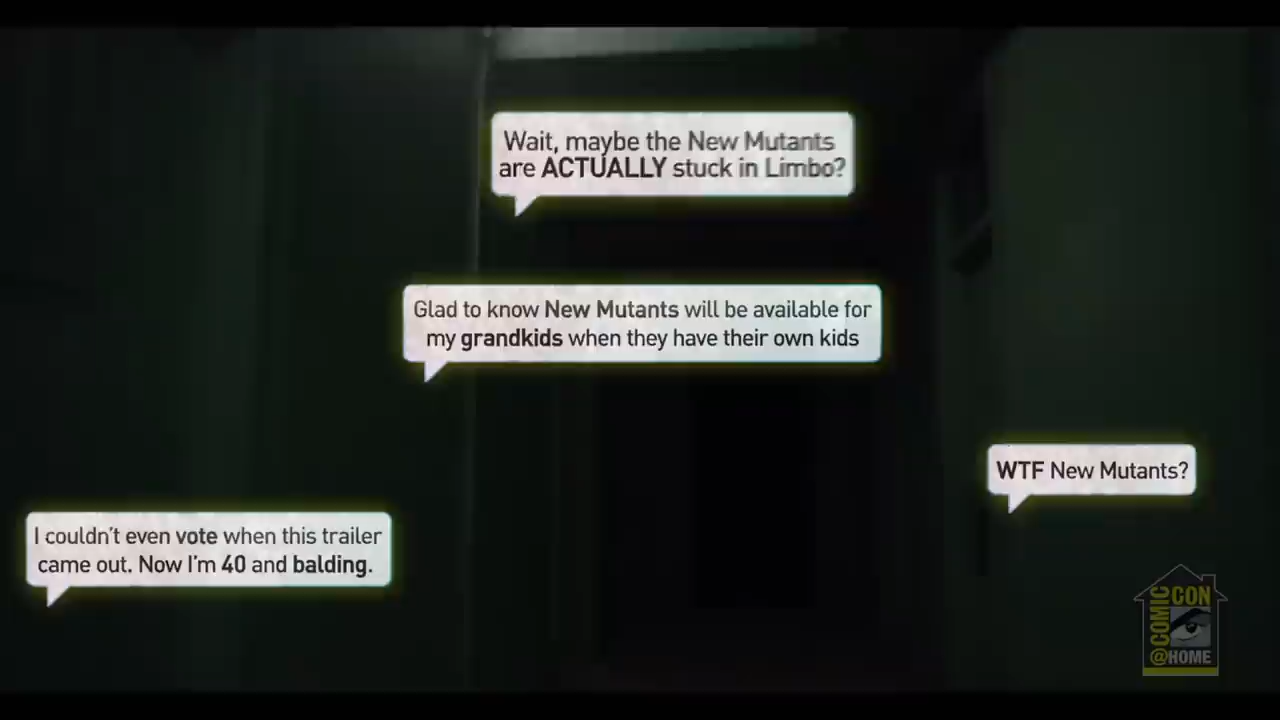 Wait, maybe the New Mutants
are ACTUALLY stuck in Limbo?
Glad to know New Mutants will be available for
my grandkids when they have their own kids
WTF New Mutants?
I couldn't even vote when this trailer
came out. Now I'm 40 and balding.
COMIC
CON
@HOME